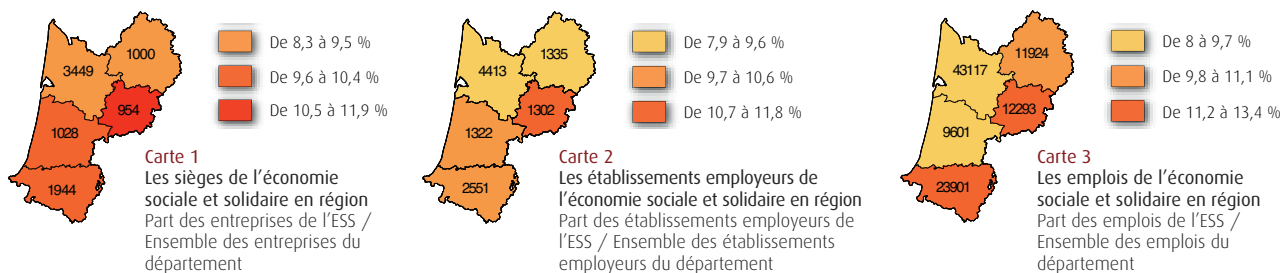 1000
3449
954
1028
1944
De 8,3 à 9,5 %
De 9,6 à 10,4 %
De 10,5 à 11,9 %
Carte 1
Les sièges de l’économie
sociale et solidaire en région
Part des entreprises de l’ESS /
Ensemble des entreprises du
département
1335
4413
1302
1322
2551
De 7,9 à 9,6 %
De 9,7 à 10,6 %
De 10,7 à 11,8 %
Carte 2
Les établissements employeurs de
l’économie sociale et solidaire en région
Part des établissements employeurs de
l’ESS / Ensemble des établissements
employeurs du département
11924
43117
12293
9601
23901
De 8 à 9,7 %
De 9,8 à 11,1 %
De 11,2 à 13,4 %
Carte 3
Les emplois de l’économie
sociale et solidaire en région
Part des emplois de l’ESS /
Ensemble des emplois du
département